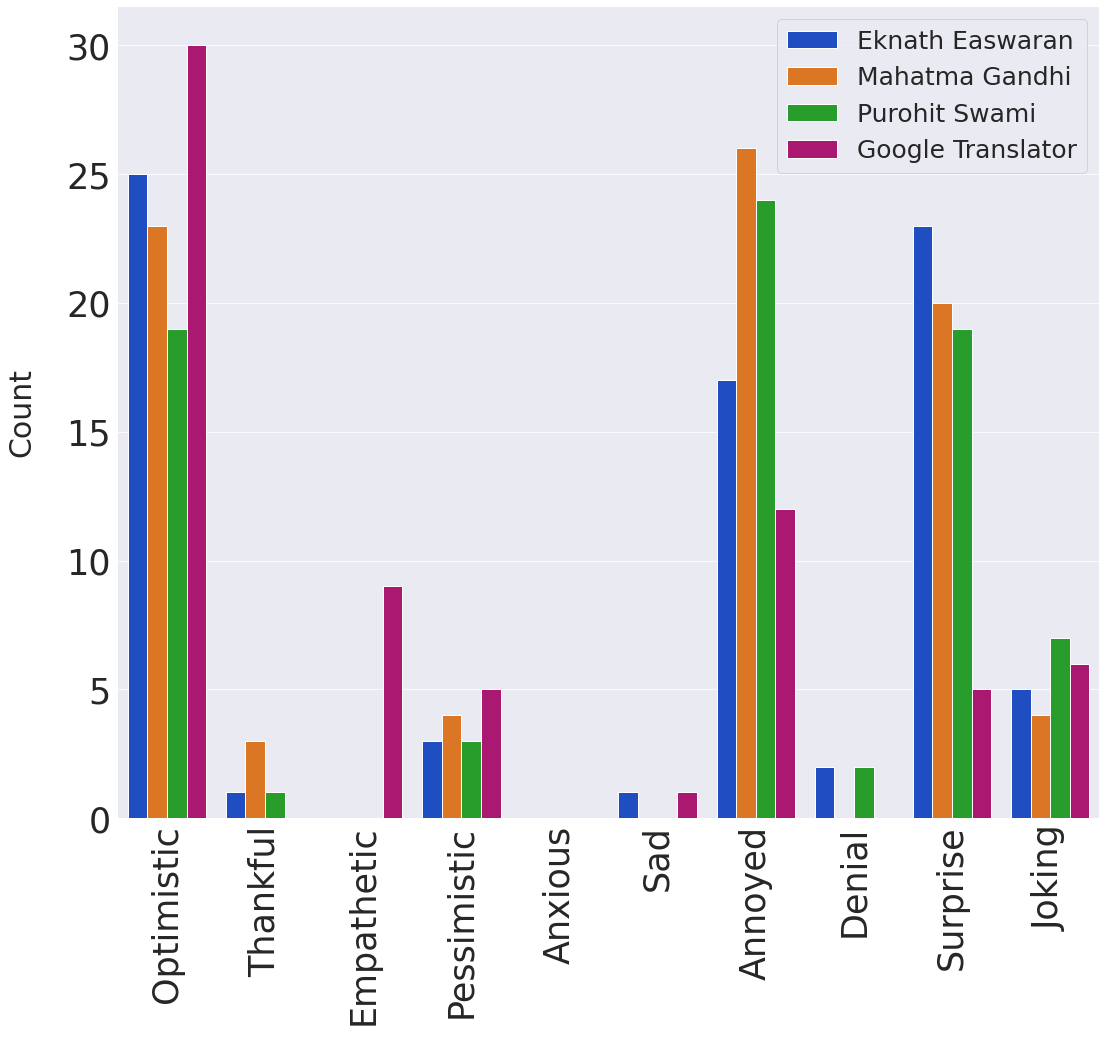 Eknath Easwaran
Mahatma Gandhi
Purohit Swami
Google Translator
Count
30
25
20
15
10
5
0
Optimistic
Thankful
Empathetic
Pessimistic
Anxious
Sad
Annoyed
Denial
Surprise
Joking